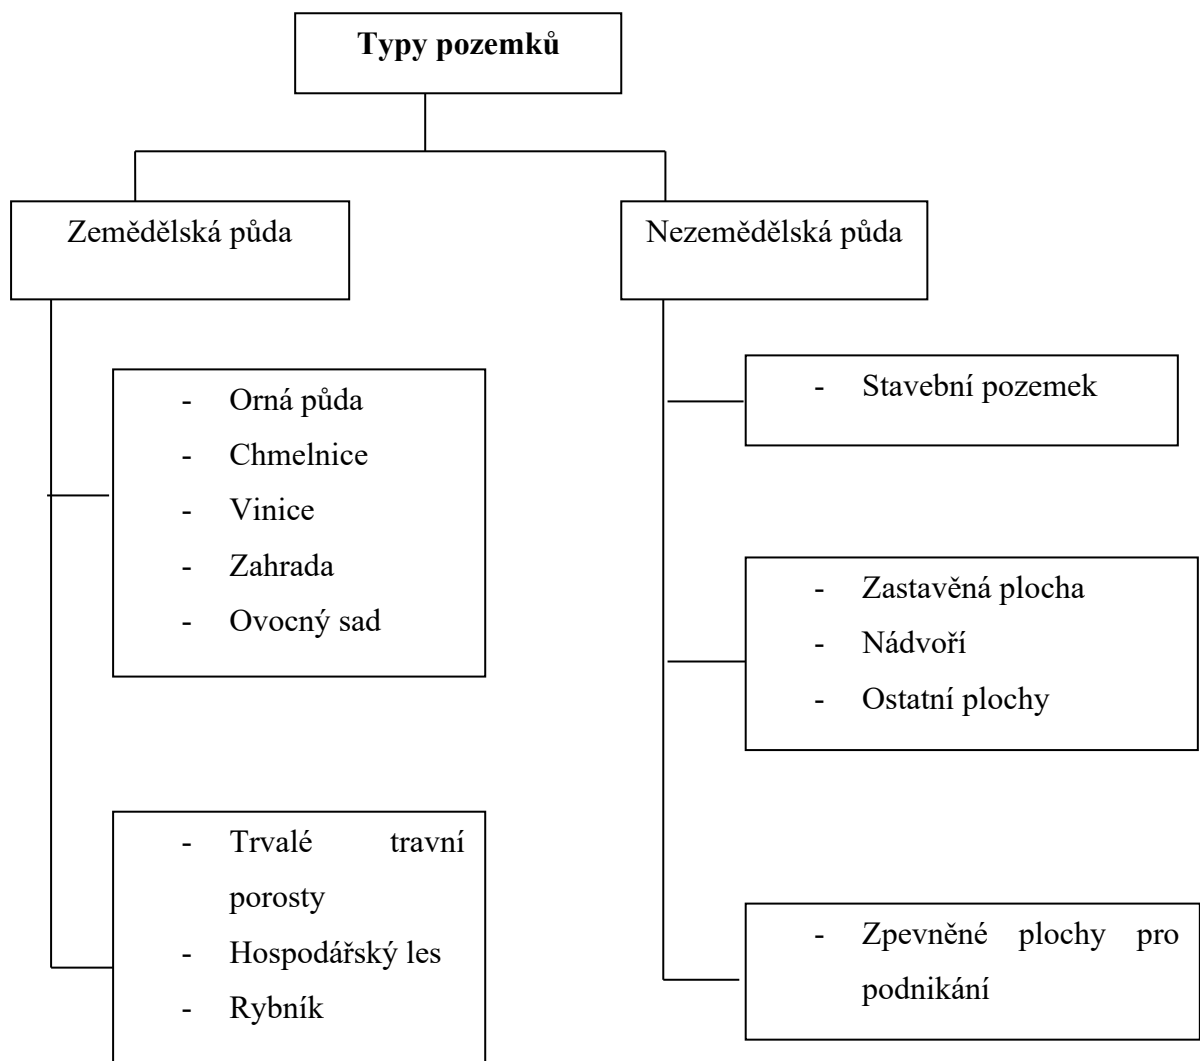 Typy pozemků
Zemědělská půda
Nezemědělská půda
- Orná půda
- Chmelnice
- Vinice
- Zahrada
- Ovocný sad
- Trvalé travní
porosty
- Hospodářský les
- Rybník
- Stavební pozemek
- Zastavěná plocha
- Nádvoří
- Ostatní plochy
- Zpevněné plochy pro
podnikání